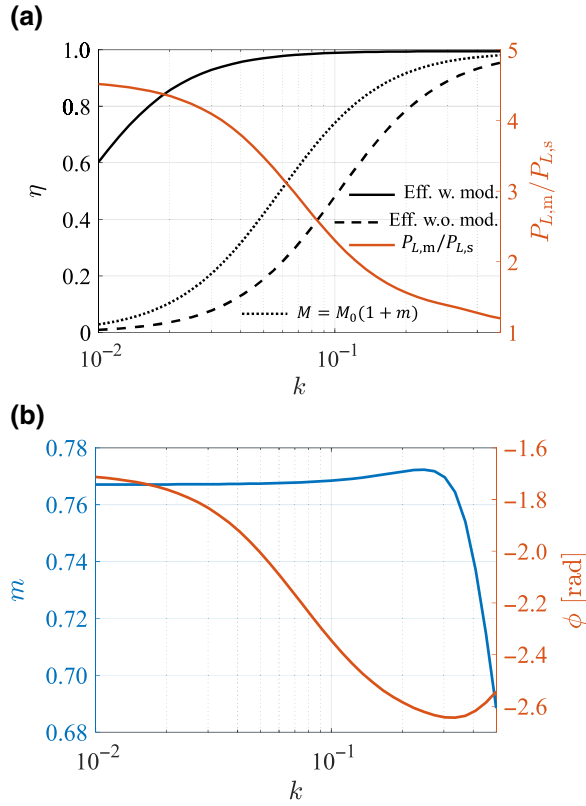 (a)
1.0
0.8
0.6
0.4
0.2
0
η
5
4
3
2
1
P_{L,m}/P_{L,s}
Eff. w. mod.
Eff. w.o. mod.
P_{L,m}/P_{L,s}
M = M_0(1 + m)
10^{-2}
10^{-1}
k
(b)
0.78
0.76
0.74
0.72
0.70
0.68
m
−1.6
−1.8
−2.0
−2.2
−2.4
−2.6
ϕ [rad]
10^{-2}
10^{-1}
k